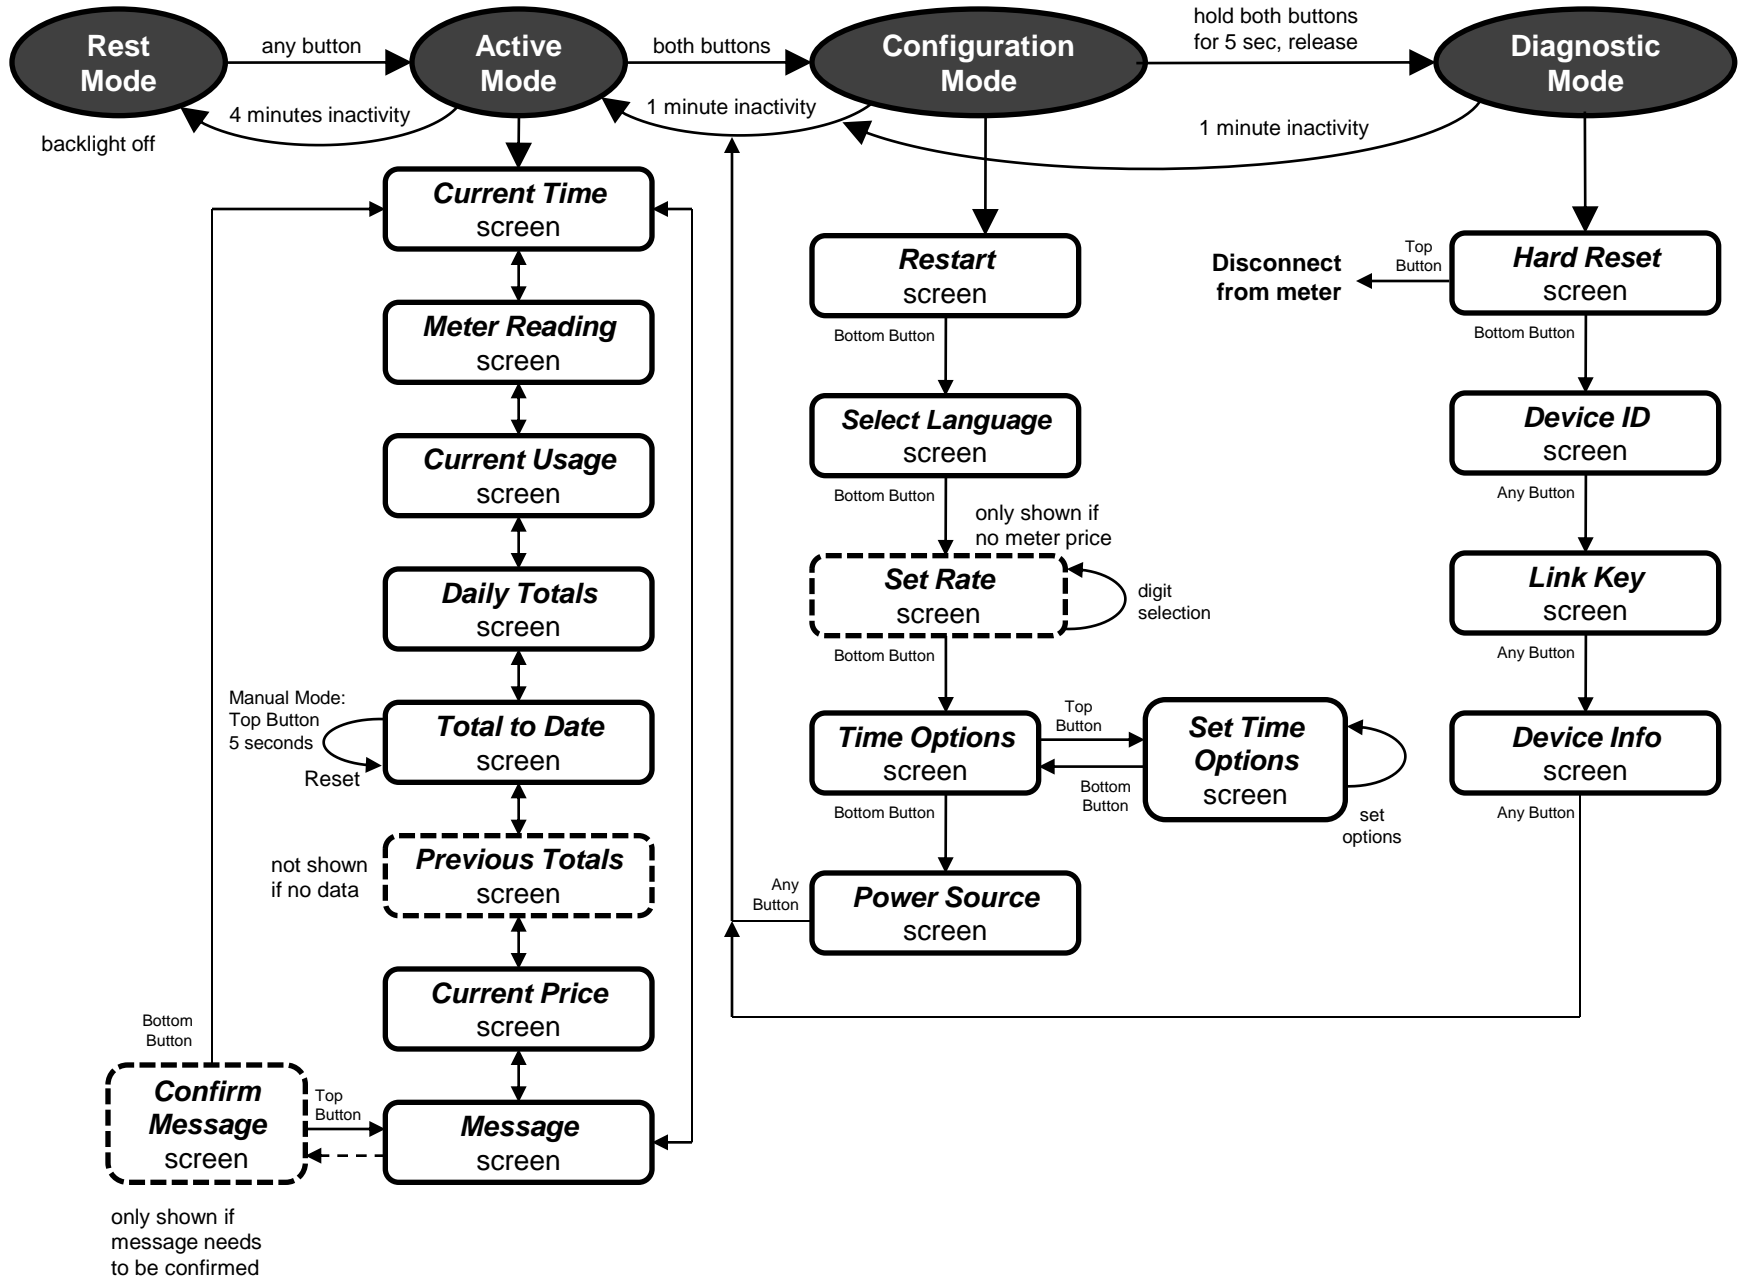 Rest
Mode
any button
4 minutes inactivity
backlight off
Active
Mode
both buttons
1 minute inactivity
Configuration
Mode
hold both buttons
for 5 sec, release
1 minute inactivity
Diagnostic
Mode
Current Time
screen
Meter Reading
screen
Current Usage
screen
Daily Totals
screen
Manual Mode:
Top Button
5 seconds
Reset
Total to Date
screen
not shown
if no data
Previous Totals
screen
Current Price
screen
Bottom
Button
Confirm
Message
screen
Top
Button
Message
screen
only shown if
message needs
to be confirmed
Restart
screen
Bottom Button
Select Language
screen
Bottom Button
only shown if
no meter price
Set Rate
screen
digit
selection
Bottom Button
Time Options
screen
Top
Button
Bottom
Button
Set Time
Options
screen
set
options
Bottom Button
Any
Button
Power Source
screen
Disconnect
from meter
Top
Button
Hard Reset
screen
Bottom Button
Device ID
screen
Any Button
Link Key
screen
Any Button
Device Info
screen
Any Button